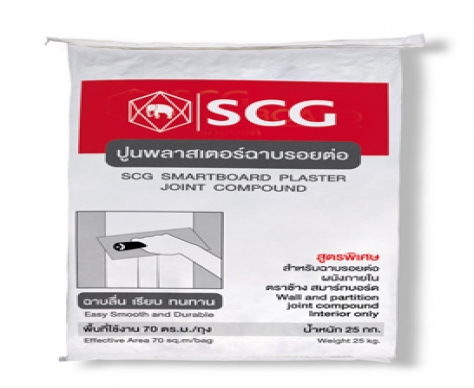 SCG
ปูนพลาสเตอร์ฉาบรอยต่อ
SCG SMARTBOARD PLASTER
JOINT COMPOUND
ฉาบลื่น เรียบ ทนทาน
Easy Smooth and Durable
พื้นที่ใช้งาน 70 ตร.ม./ถุง
Effective Area 70 sq.m/bag
สูตรพิเศษ
สำหรับฉาบรอยต่อ
ผนังภายใน
ตราช้าง สมาร์ทบอร์ด
Wall and partition
joint compound
Interior only
น้ำหนัก 25 กก.
Weight 25 kg.